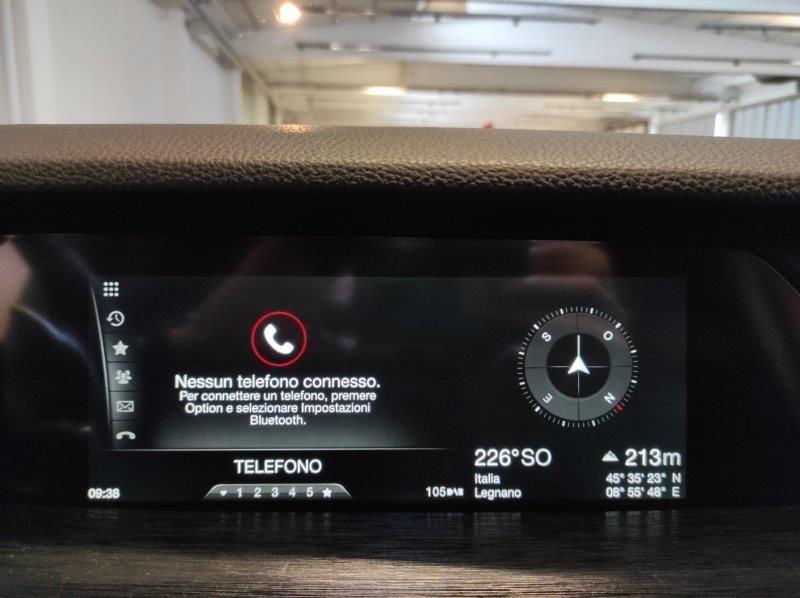 Nessun telefono connesso.
Per connettere un telefono, premere
Option e selezionare Impostazioni
Bluetooth.
TELEFONO
09:38
1 2 3 4 5
105
S
O
E
N
226°SO
213m
Italia
45° 35' 23" N
Legnano
08° 55' 48" E